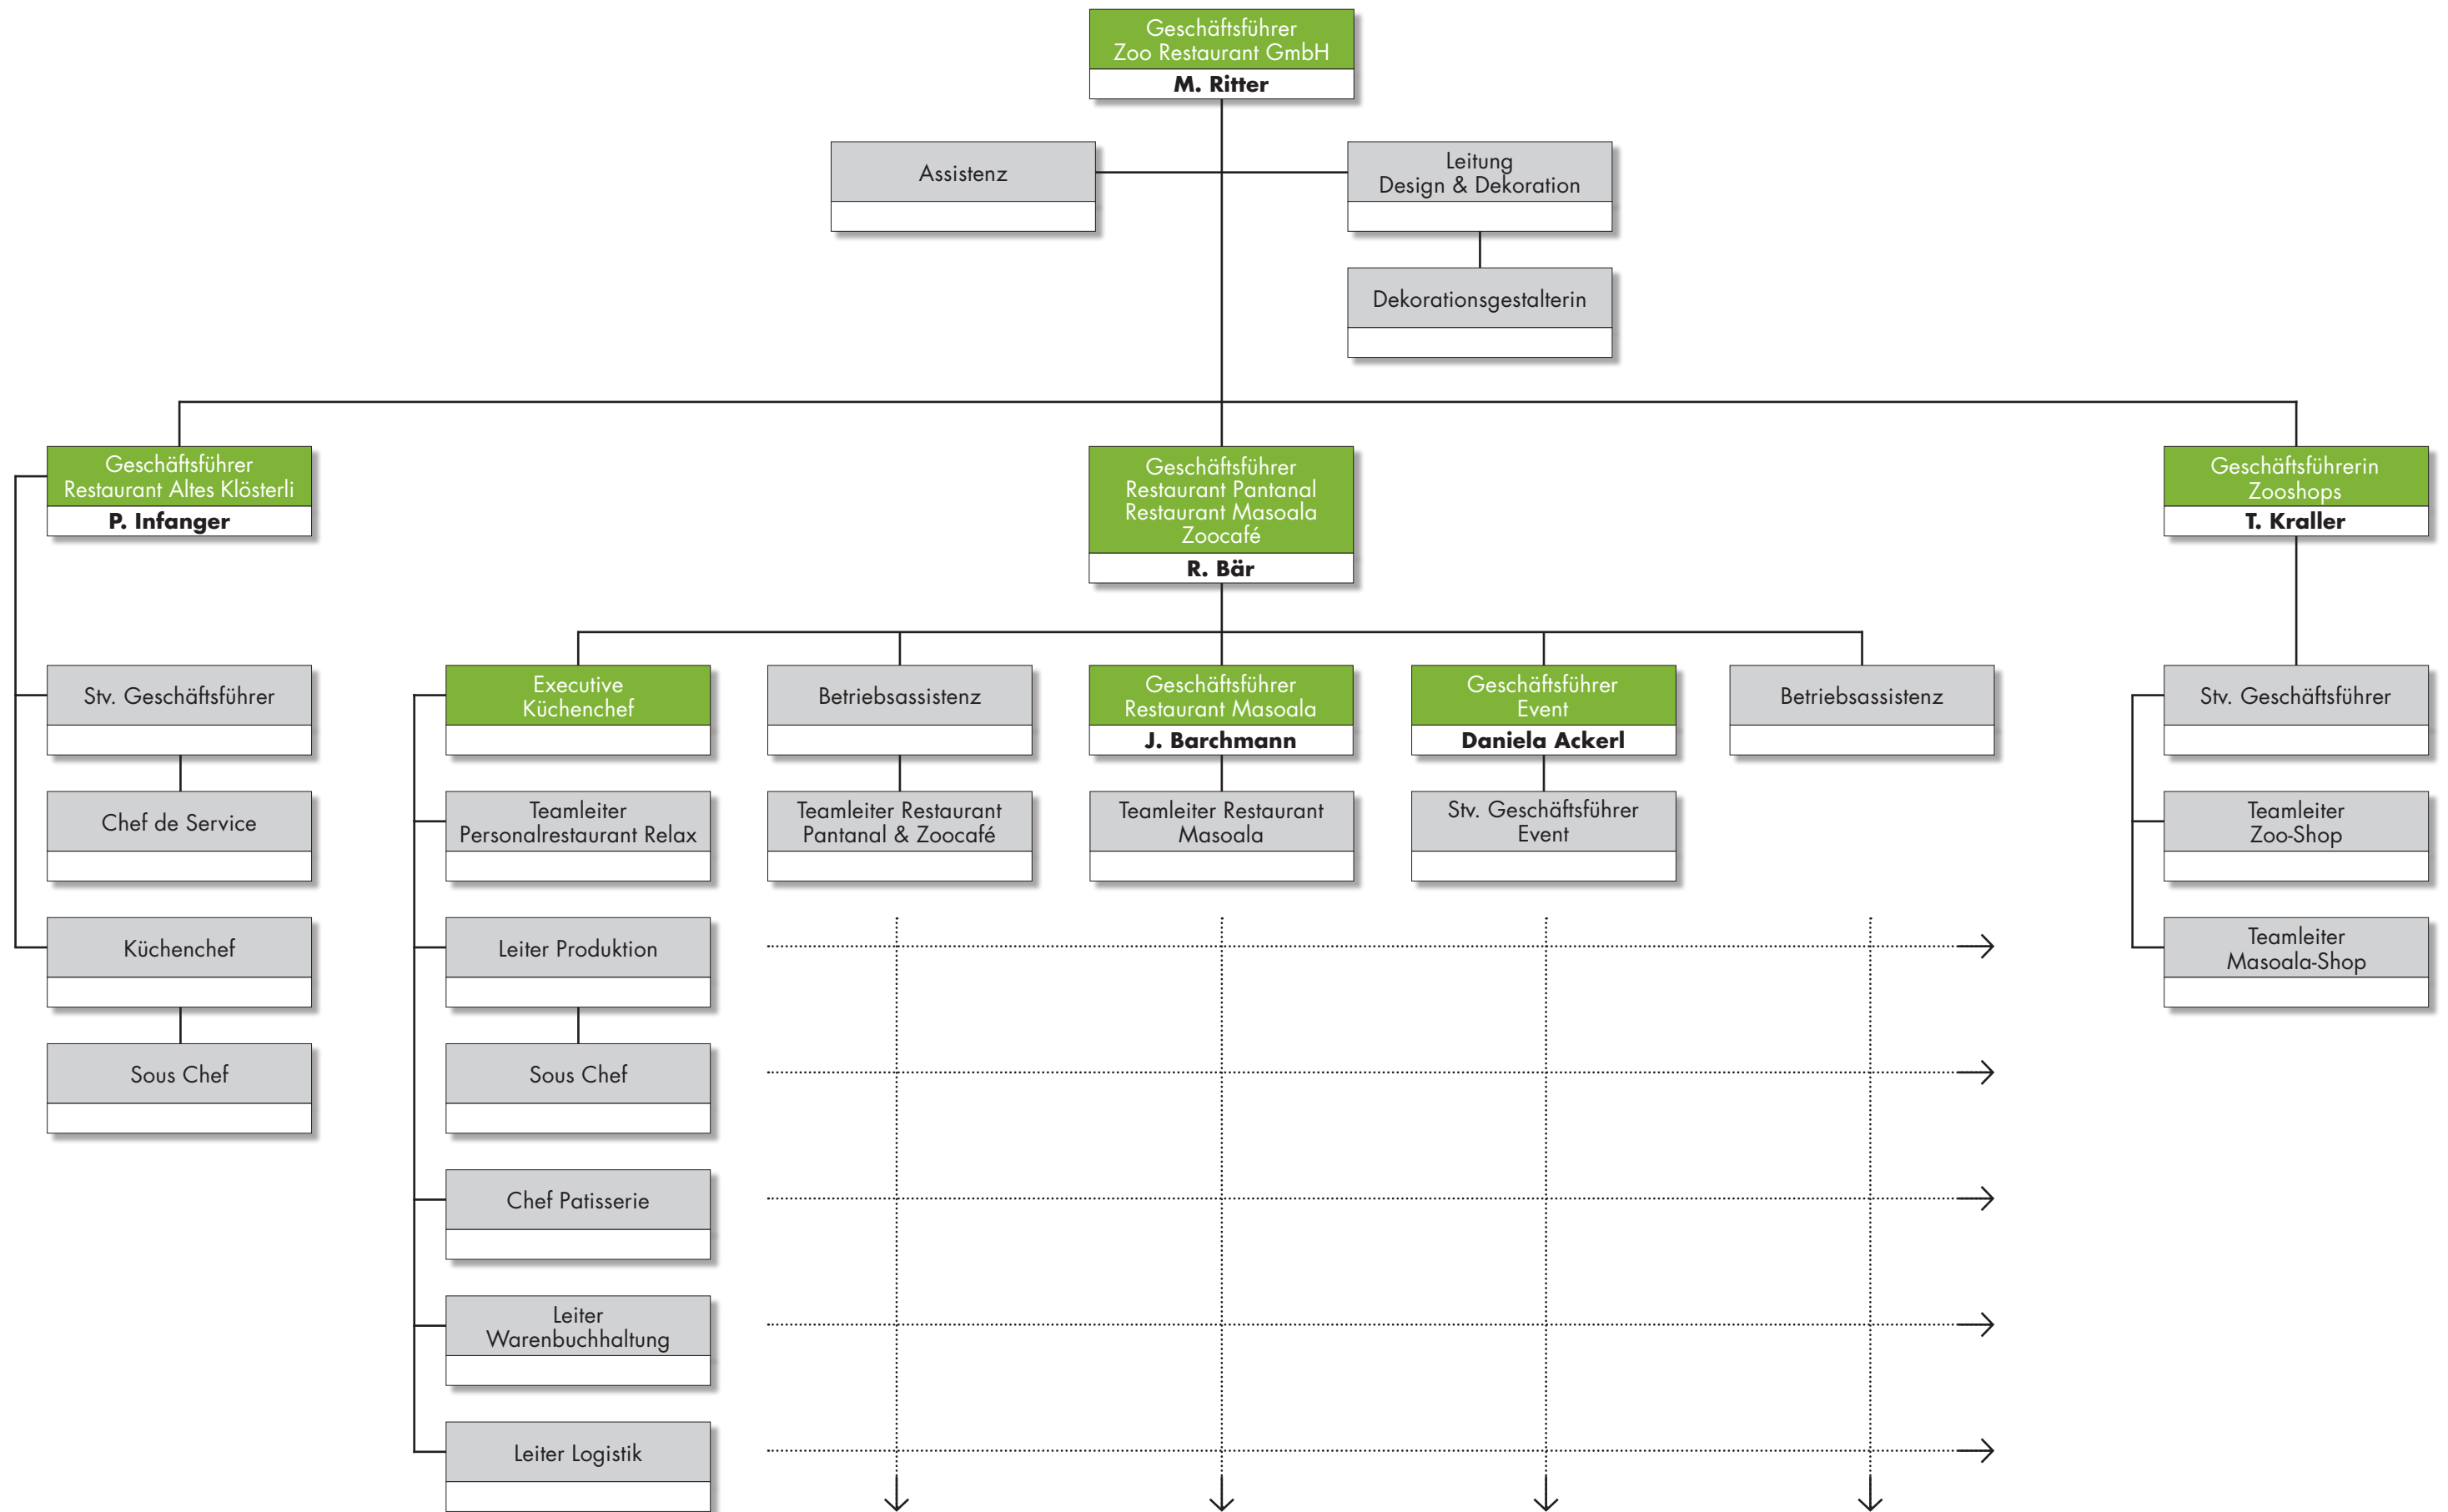 Geschäftsführer
Zoo Restaurant GmbH
M. Ritter
Assistenz
Leitung
Design & Dekoration
Dekorationsgestalterin
Geschäftsführer
Restaurant Altes Klösterli
P. Infanger
Geschäftsführer
Restaurant Pantanal
Restaurant Masoala
Zoocafé
R. Bär
Geschäftsführerin
Zooshops
T. Kraller
Stv. Geschäftsführer
Executive
Küchenchef
Betriebsassistenz
Geschäftsführer
Restaurant Masoala
J. Barchmann
Geschäftsführer
Event
Daniela Ackerl
Betriebsassistenz
Stv. Geschäftsführer
Chef de Service
Teamleiter
Personalrestaurant Relax
Teamleiter Restaurant
Pantanal & Zoocafé
Teamleiter Restaurant
Masoala
Stv. Geschäftsführer
Event
Teamleiter
Zoo-Shop
Küchenchef
Leiter Produktion
Teamleiter
Masoala-Shop
Sous Chef
Sous Chef
Chef Patisserie
Leiter
Warenbuchhaltung
Leiter Logistik